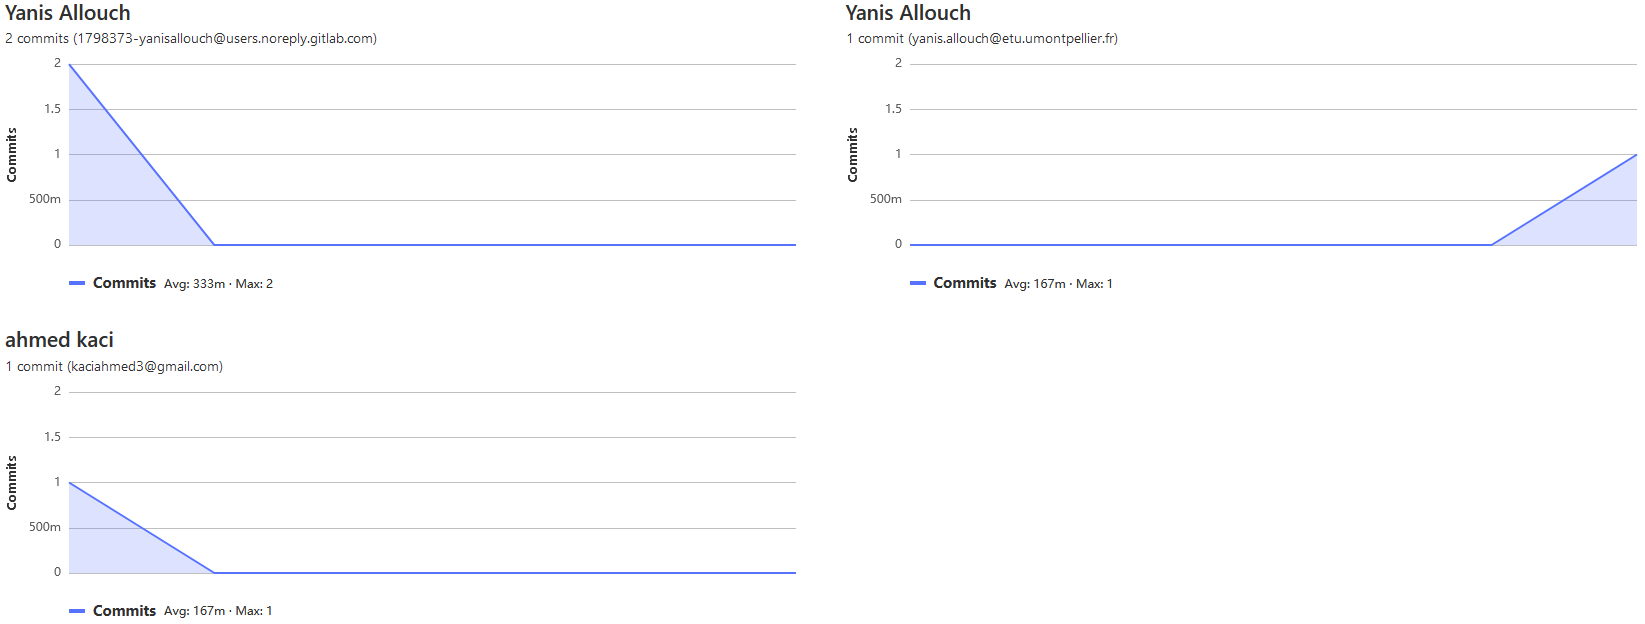 Yanis Allouch
2 commits (1798373-yanisallouch@users.noreply.gitlab.com)
2
1.5
1
500m
0
Commits
Commits Avg: 333m · Max: 2
Yanis Allouch
1 commit (yanis.allouch@etu.umontpellier.fr)
2
1.5
1
500m
0
Commits
Commits Avg: 167m · Max: 1
ahmed kaci
1 commit (kaciahmed3@gmail.com)
2
1.5
1
500m
0
Commits
Commits Avg: 167m · Max: 1